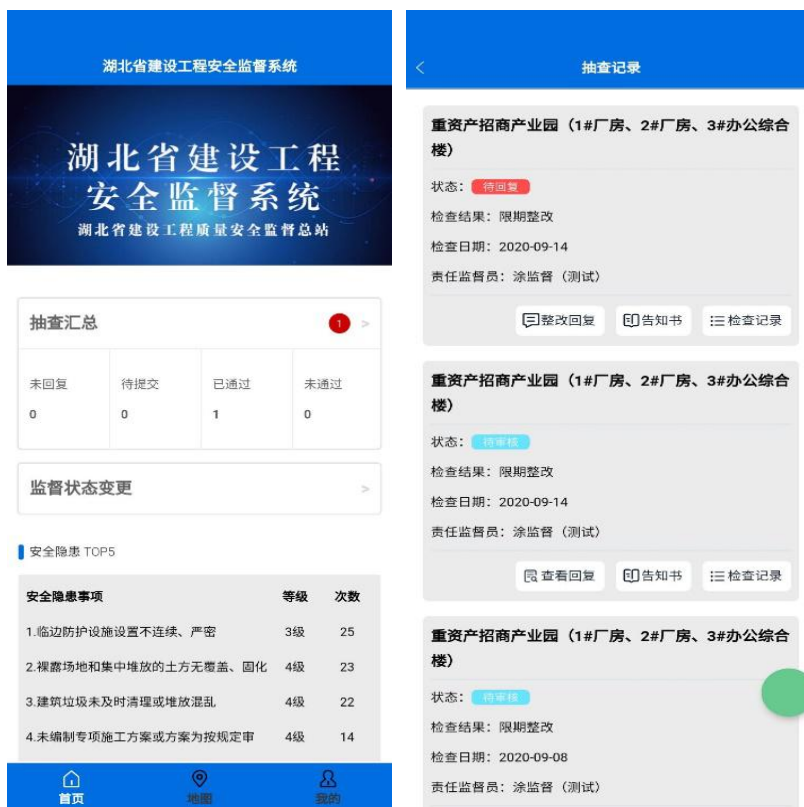 湖北省建设工程安全监督系统
湖北省建设工程
安全监督系统
湖北省建设工程质量安全监督总站
抽查汇总 1 >
未回复 待提交 已通过 未通过
0 0 1 0
监督状态变更 >
安全隐患 TOP5
安全隐患事项 等级 次数
1.临边防护设施设置不连续、严密 3级 25
2.裸露场地和集中堆放的土方无覆盖、固化 4级 23
3.建筑垃圾未及时清理或堆放混乱 4级 22
4.未编制专项施工方案或方案为按规定审 4级 14
首页 地图 我的
< 抽查记录
重资产招商产业园（1#厂房、2#厂房、3#办公综合
楼）
状态： 待回复
检查结果：限期整改
检查日期：2020-09-14
责任监督员：涂监督（测试）
整改回复 告知书 检查记录
重资产招商产业园（1#厂房、2#厂房、3#办公综合
楼）
状态： 待审核
检查结果：限期整改
检查日期：2020-09-14
责任监督员：涂监督（测试）
查看回复 告知书 检查记录
重资产招商产业园（1#厂房、2#厂房、3#办公综合
楼）
状态： 待审核
检查结果：限期整改
检查日期：2020-09-08
责任监督员：涂监督（测试）